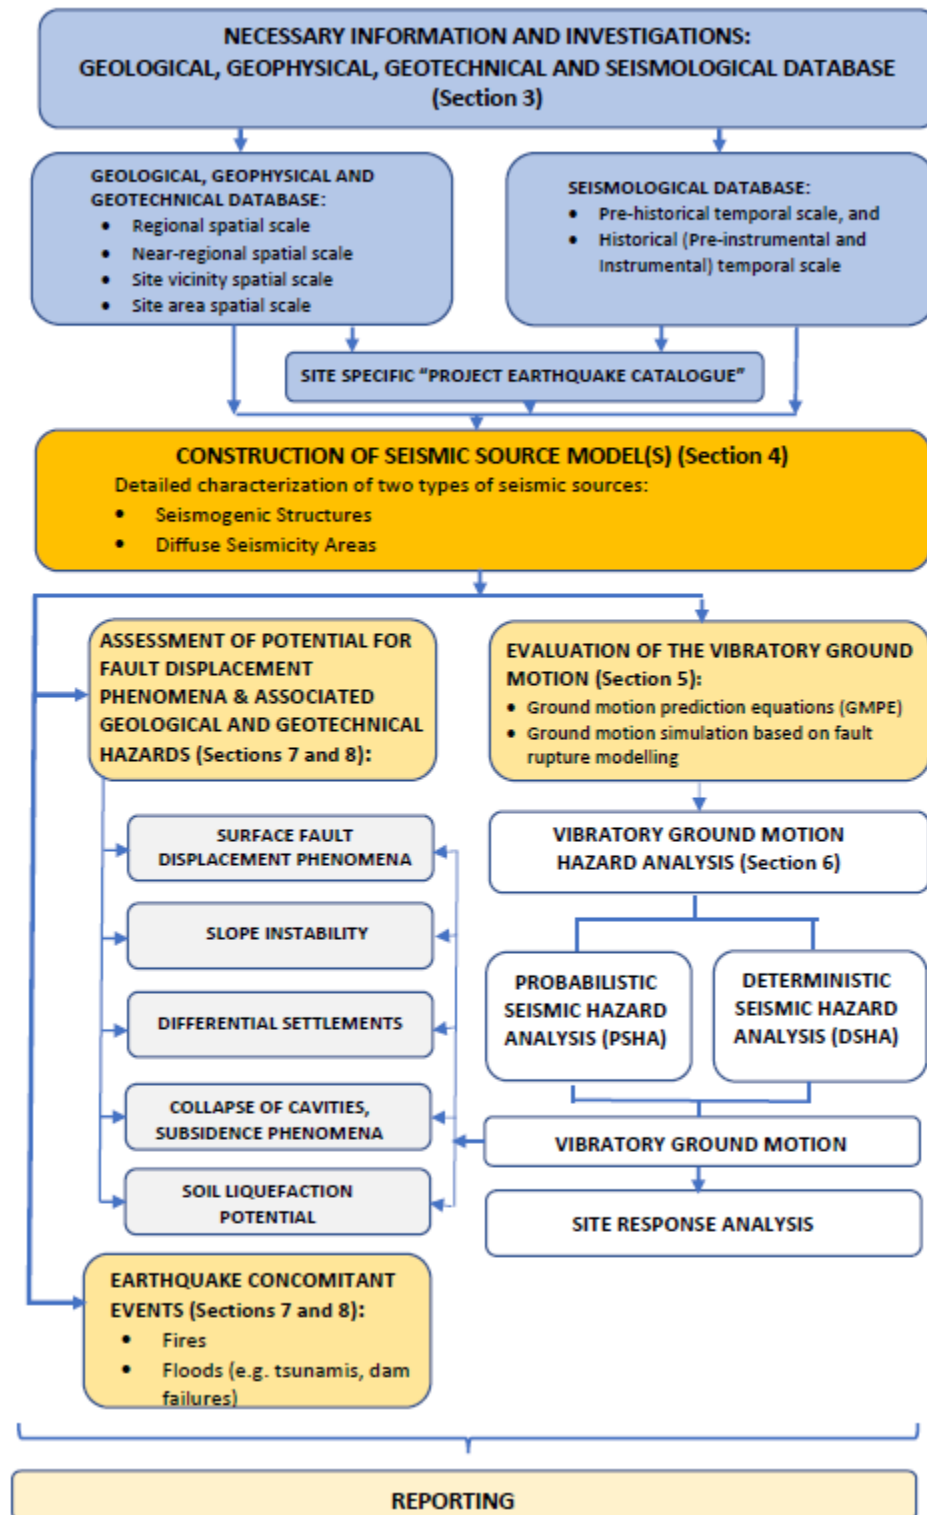 NECESSARY INFORMATION AND INVESTIGATIONS:
GEOLOGICAL, GEOPHYSICAL, GEOTECHNICAL AND SEISMOLOGICAL DATABASE
(Section 3)
GEOLOGICAL, GEOPHYSICAL AND
GEOTECHNICAL DATABASE:
• Regional spatial scale
• Near-regional spatial scale
• Site vicinity spatial scale
• Site area spatial scale
SEISMOLOGICAL DATABASE:
• Pre-historical temporal scale, and
• Historical (Pre-instrumental and
Instrumental) temporal scale
SITE SPECIFIC "PROJECT EARTHQUAKE CATALOGUE"
CONSTRUCTION OF SEISMIC SOURCE MODEL(S) (Section 4)
Detailed characterization of two types of seismic sources:
• Seismogenic Structures
• Diffuse Seismicity Areas
ASSESSMENT OF POTENTIAL FOR
FAULT DISPLACEMENT
PHENOMENA & ASSOCIATED
GEOLOGICAL AND GEOTECHNICAL
HAZARDS (Sections 7 and 8):
SURFACE FAULT
DISPLACEMENT PHENOMENA
SLOPE INSTABILITY
DIFFERENTIAL SETTLEMENTS
COLLAPSE OF CAVITIES,
SUBSIDENCE PHENOMENA
SOIL LIQUEFACTION
POTENTIAL
EARTHQUAKE CONCOMITANT
EVENTS (Sections 7 and 8):
• Fires
• Floods (e.g. tsunamis, dam
failures)
EVALUATION OF THE VIBRATORY GROUND
MOTION (Section 5):
• Ground motion prediction equations (GMPE)
• Ground motion simulation based on fault
rupture modelling
VIBRATORY GROUND MOTION
HAZARD ANALYSIS (Section 6)
PROBABILISTIC
SEISMIC HAZARD
ANALYSIS (PSHA)
DETERMINISTIC
SEISMIC HAZARD
ANALYSIS (DSHA)
VIBRATORY GROUND MOTION
SITE RESPONSE ANALYSIS
REPORTING